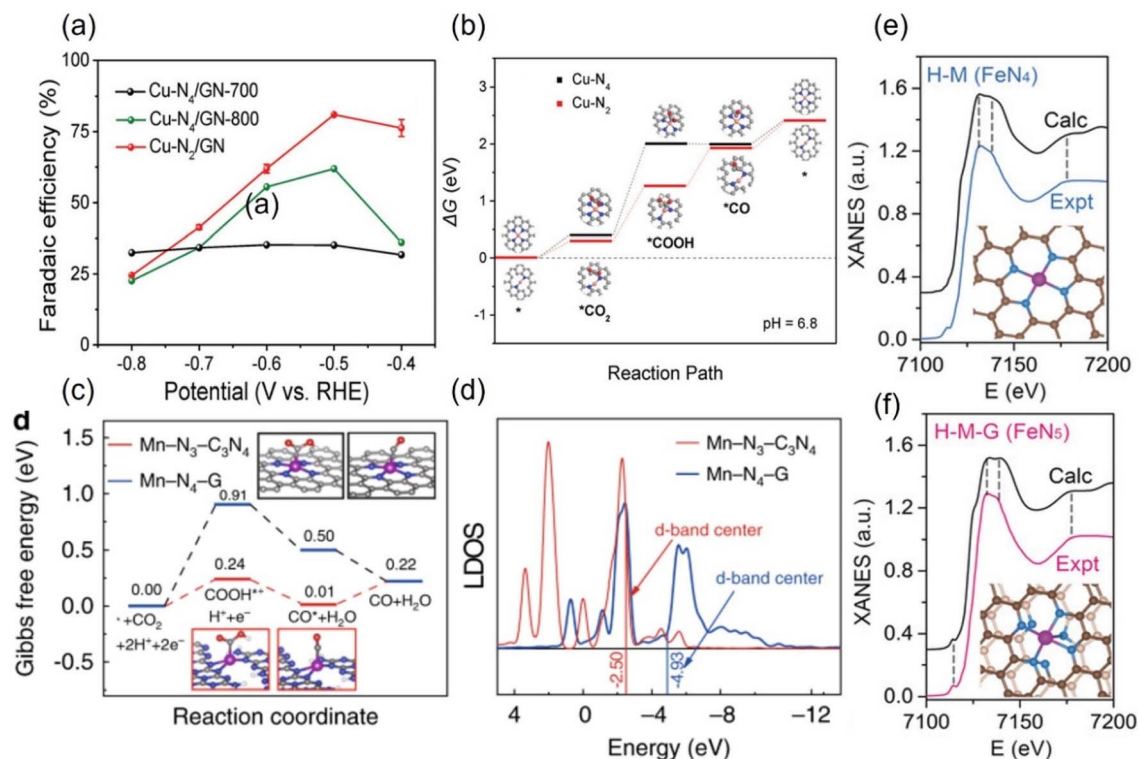 (a)
Faradaic efficiency (%)
100
75
50
25
0
Cu-N₄/GN-700
Cu-N₄/GN-800
Cu-N₂/GN
(a)
-0.8 -0.7 -0.6 -0.5 -0.4
Potential (V vs. RHE)
(b)
ΔG (eV)
3
2
1
0
-1
Cu-N₄
Cu-N₂
*
*CO₂
*COOH
*CO
*
pH = 6.8
Reaction Path
(e)
XANES (a.u.)
1.8
1.2
0.6
0.0
H-M (FeN₄)
Calc
Expt
7100 7150 7200
E (eV)
(c)
d
Gibbs free energy (eV)
1.5
1.0
0.5
0.0
-0.5
Mn–N₃–C₃N₄
Mn–N₄–G
0.91
0.50
0.22
0.24
0.01
0.00
COOH*+
H⁺+e⁻
CO*+H₂O
CO+H₂O
·+CO₂
+2H⁺+2e⁻
Reaction coordinate
(d)
LDOS
Mn–N₃–C₃N₄
Mn–N₄–G
d-band center
d-band center
-2.50
-4.93
4 0 −4 −8 −12
Energy (eV)
(f)
XANES (a.u.)
1.6
1.2
0.8
0.4
0.0
H-M-G (FeN₅)
Calc
Expt
7100 7150 7200
E (eV)